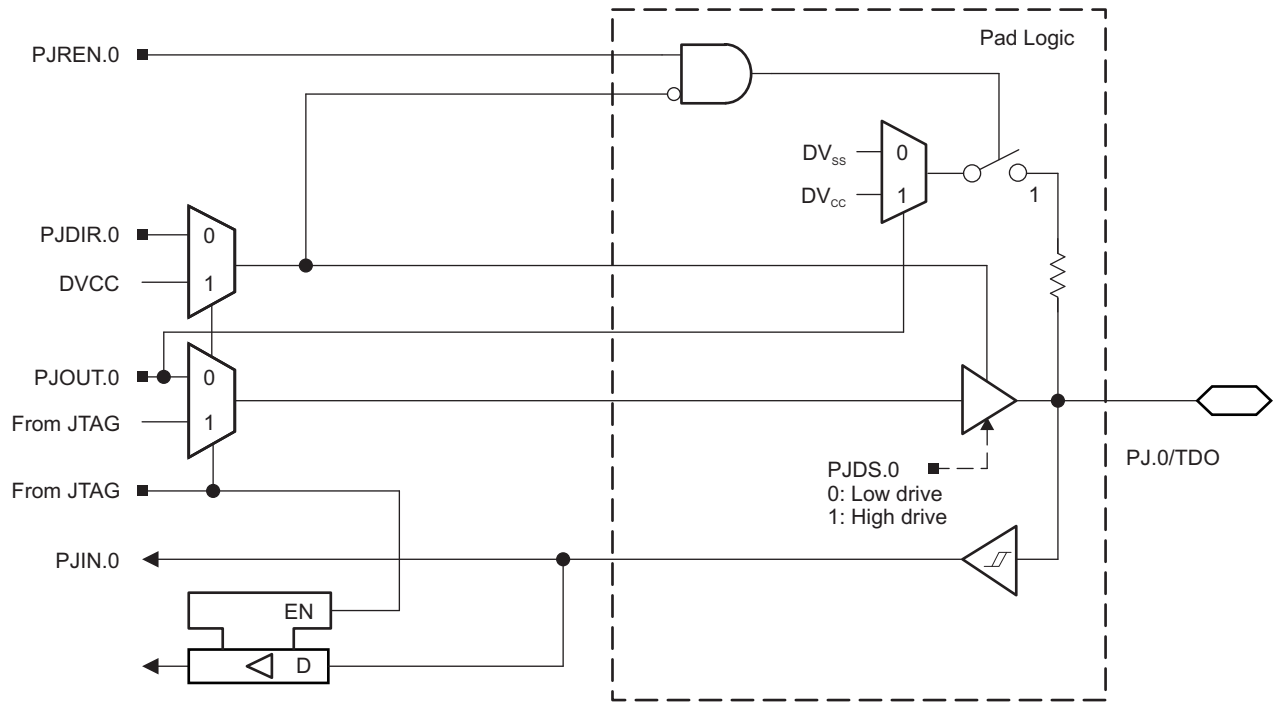 Pad Logic
PJREN.0
DVSS
0
DVCC
1
1
PJDIR.0
0
DVCC
1
PJOUT.0
0
From JTAG
1
From JTAG
PJDS.0
0: Low drive
1: High drive
PJ.0/TDO
PJIN.0
EN
D